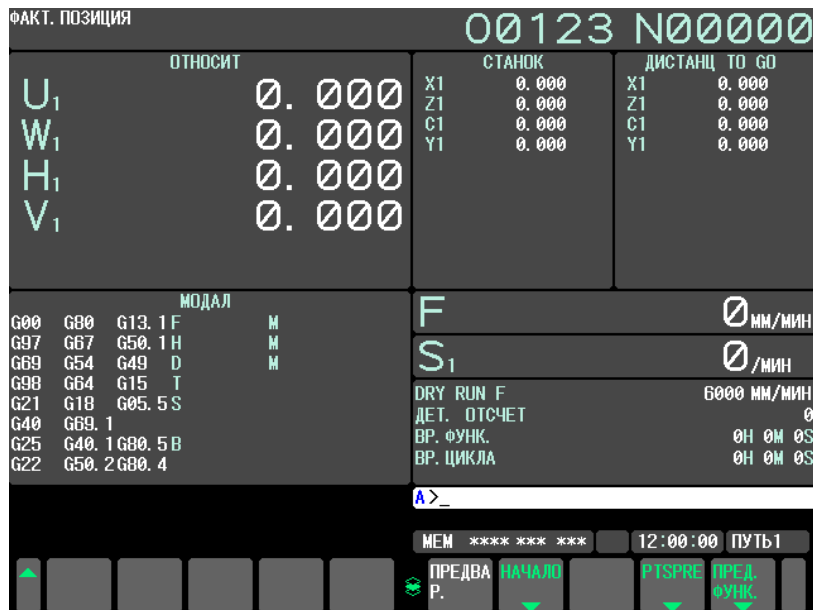 ФАКТ. ПОЗИЦИЯ
O0123 N00000
ОТНОСИТ
U1 0.000
W1 0.000
H1 0.000
V1 0.000
СТАНОК
X1 0.000
Z1 0.000
C1 0.000
Y1 0.000
ДИСТАНЦ TO GO
X1 0.000
Z1 0.000
C1 0.000
Y1 0.000
МОДАЛ
G00 G80 G13.1 F M
G97 G67 G50.1 H M
G69 G54 G49 D M
G98 G64 G15 T
G21 G18 G05.5 S
G40 G69.1
G25 G40.1 G80.5 B
G22 G50.2 G80.4
F 0 ММ/МИН
S1 0 /МИН
DRY RUN F 6000 ММ/МИН
ДЕТ. ОТСЧЕТ 0
ВР. ФУНК. 0H 0M 0S
ВР. ЦИКЛА 0H 0M 0S
A>_
MEM **** *** *** 12:00:00 ПУТЬ1
ПРЕДВА НАЧАЛО PTSPRE ПРЕД.
Р. ФУНК.